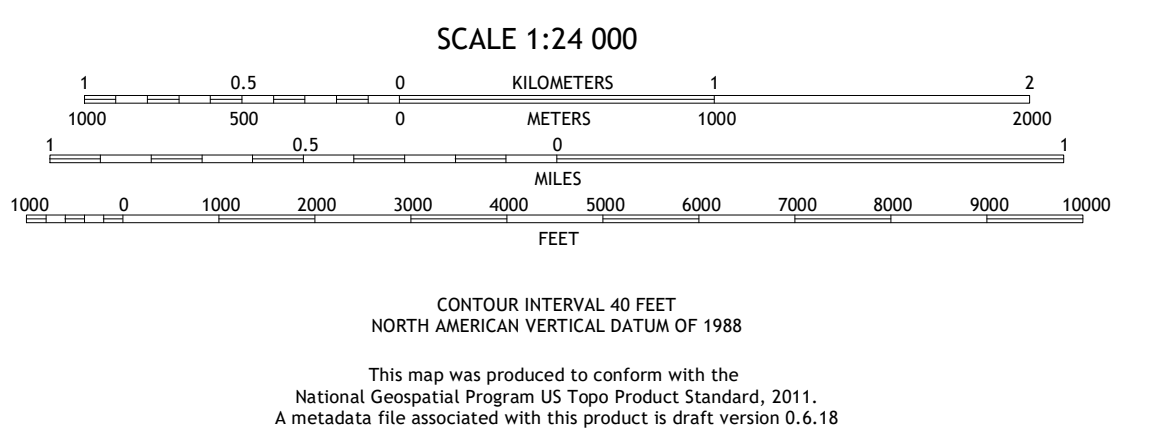 SCALE 1:24 000
1 0.5 0 KILOMETERS 1 2
1000 500 0 METERS 1000 2000
1 0.5 0 1
MILES
1000 0 1000 2000 3000 4000 5000 6000 7000 8000 9000 10000
FEET
CONTOUR INTERVAL 40 FEET
NORTH AMERICAN VERTICAL DATUM OF 1988
This map was produced to conform with the
National Geospatial Program US Topo Product Standard, 2011.
A metadata file associated with this product is draft version 0.6.18